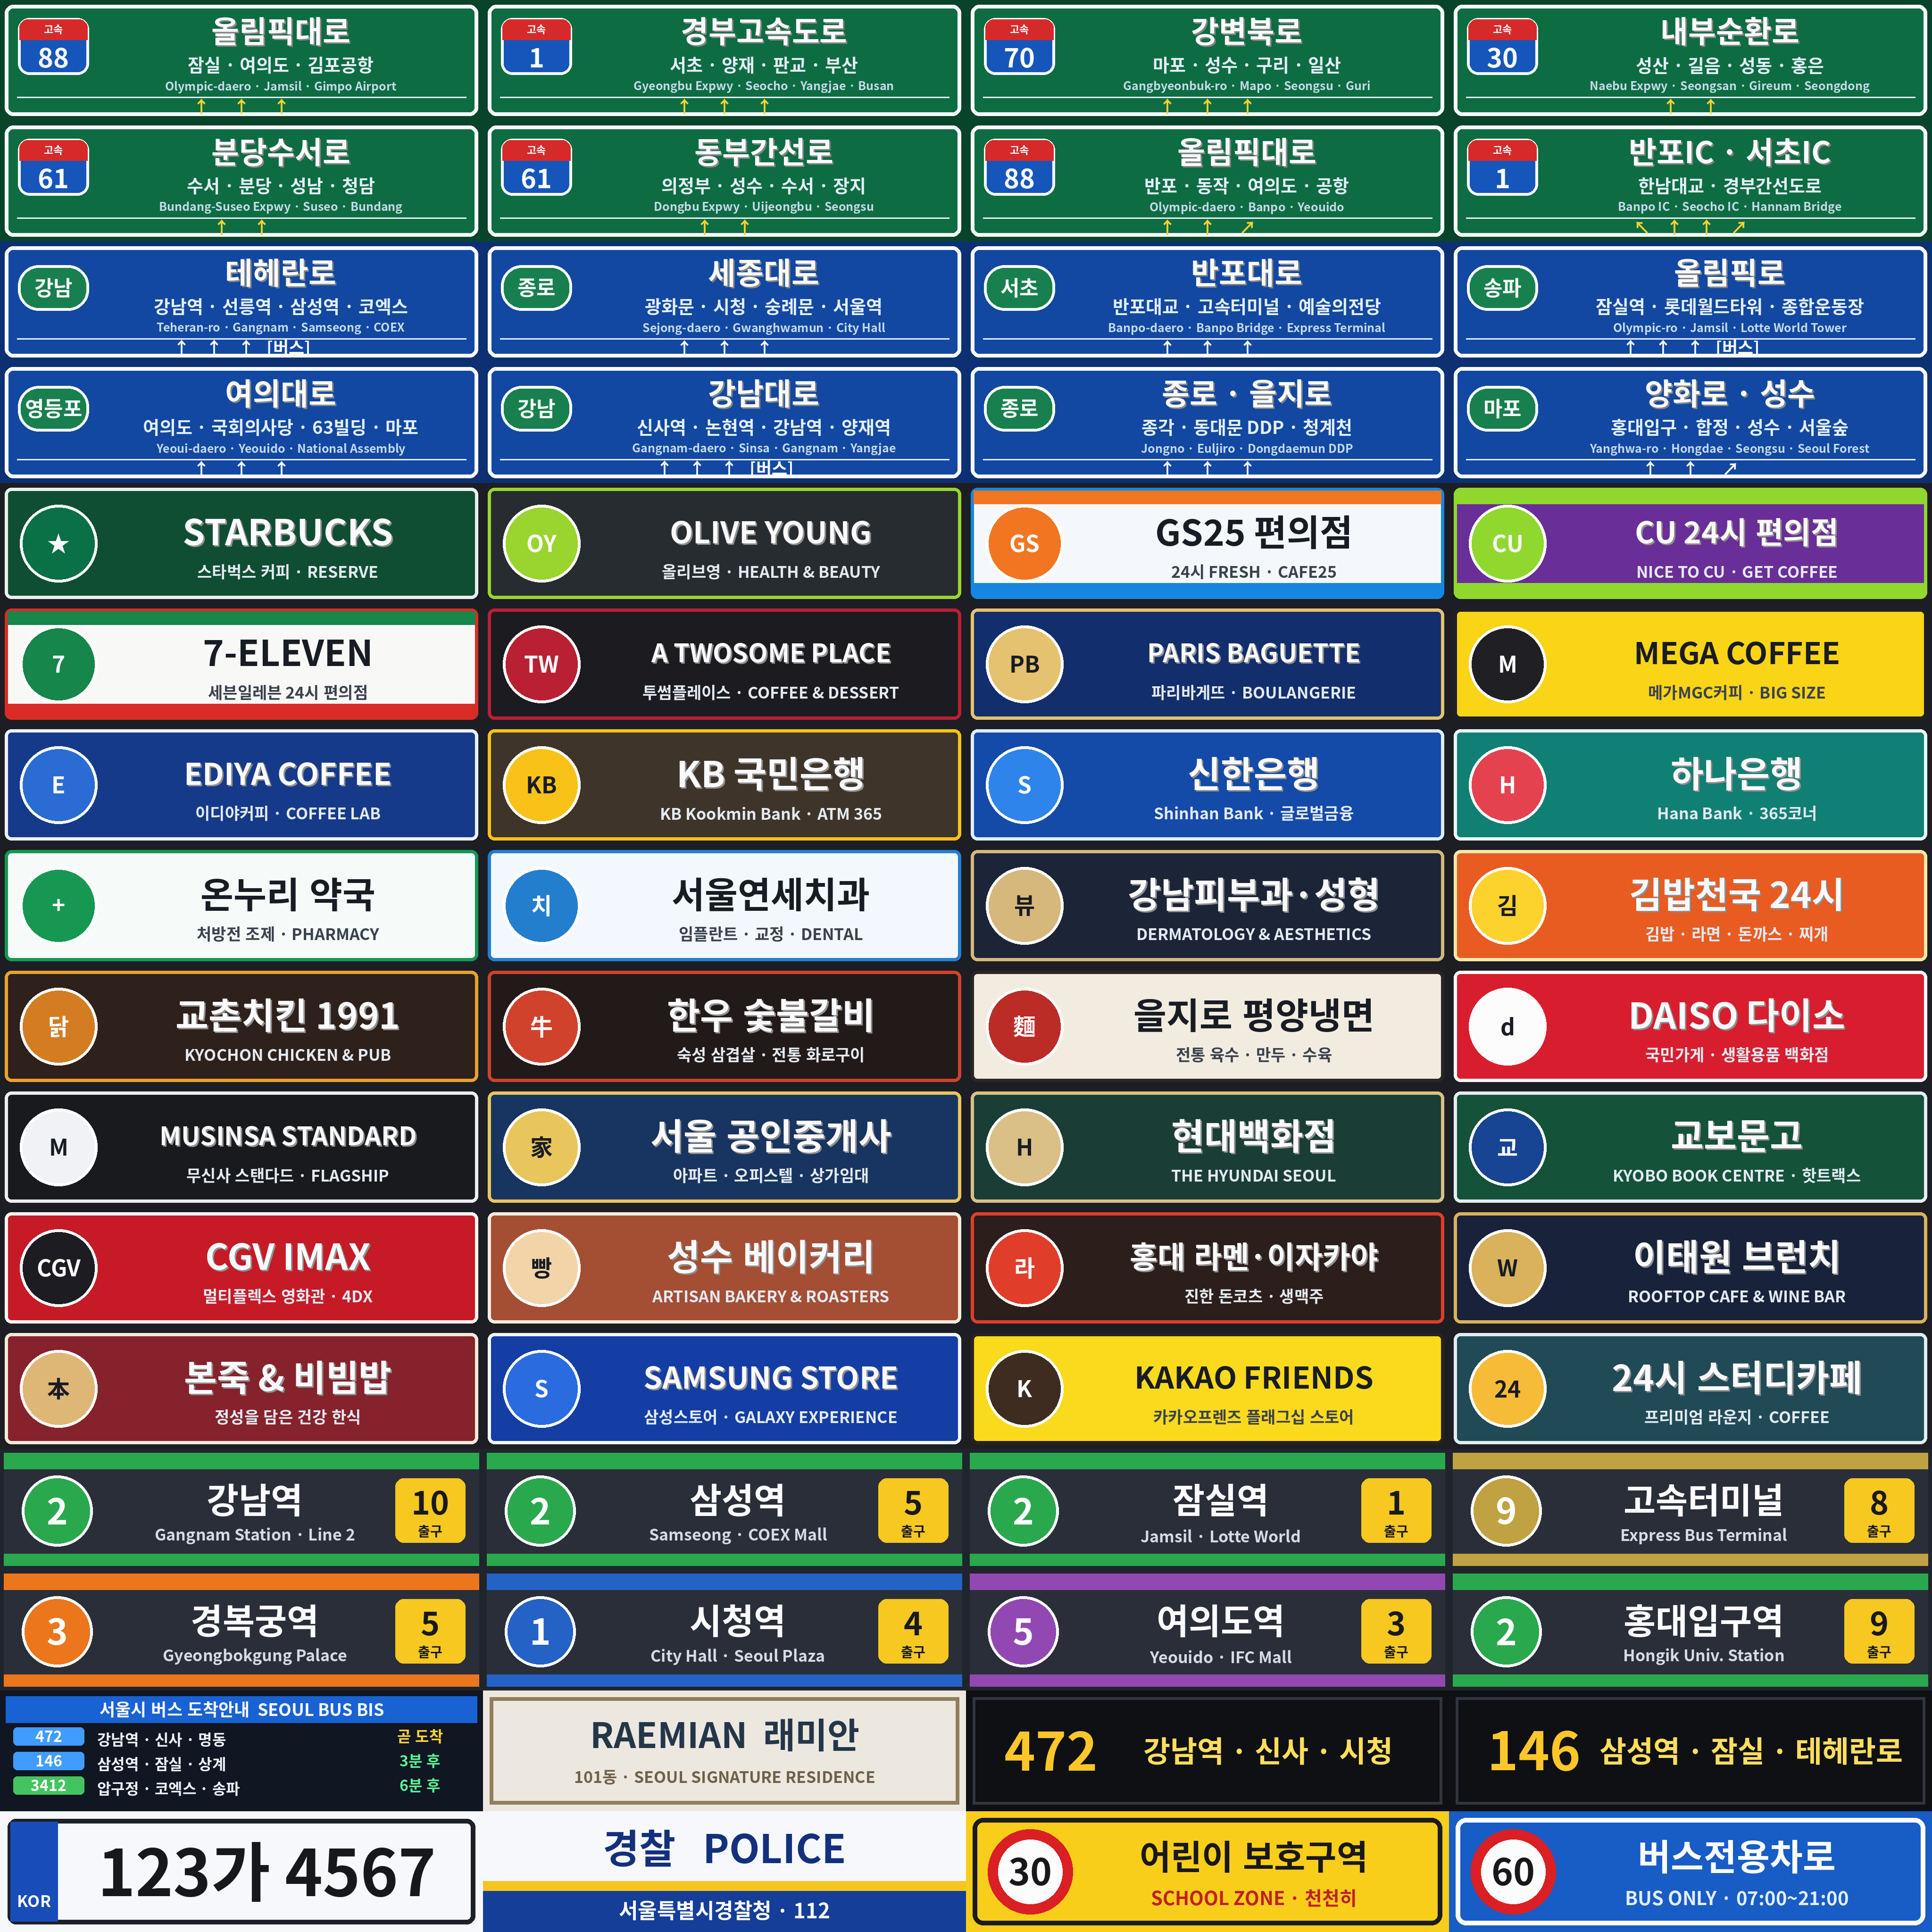 고속
88
올림픽대로
잠실 · 여의도 · 김포공항
Olympic-daero · Jamsil · Gimpo Airport
↑ ↑ ↑
고속
1
경부고속도로
서초 · 양재 · 판교 · 부산
Gyeongbu Expwy · Seocho · Yangjae · Busan
↑ ↑ ↑
고속
70
강변북로
마포 · 성수 · 구리 · 일산
Gangbyeonbuk-ro · Mapo · Seongsu · Guri
↑ ↑ ↑
고속
30
내부순환로
성산 · 길음 · 성동 · 홍은
Naebu Expwy · Seongsan · Gireum · Seongdong
↑ ↑
고속
61
분당수서로
수서 · 분당 · 성남 · 청담
Bundang-Suseo Expwy · Suseo · Bundang
↑ ↑
고속
61
동부간선로
의정부 · 성수 · 수서 · 장지
Dongbu Expwy · Uijeongbu · Seongsu
↑ ↑
고속
88
올림픽대로
반포 · 동작 · 여의도 · 공항
Olympic-daero · Banpo · Yeouido
↑ ↑ ↗
고속
1
반포IC · 서초IC
한남대교 · 경부간선도로
Banpo IC · Seocho IC · Hannam Bridge
↖ ↑ ↑ ↗
강남
테헤란로
강남역 · 선릉역 · 삼성역 · 코엑스
Teheran-ro · Gangnam · Samseong · COEX
↑ ↑ ↑ [버스]
종로
세종대로
광화문 · 시청 · 숭례문 · 서울역
Sejong-daero · Gwanghwamun · City Hall
↑ ↑ ↑
서초
반포대로
반포대교 · 고속터미널 · 예술의전당
Banpo-daero · Banpo Bridge · Express Terminal
↑ ↑ ↑
송파
올림픽로
잠실역 · 롯데월드타워 · 종합운동장
Olympic-ro · Jamsil · Lotte World Tower
↑ ↑ ↑ [버스]
영등포
여의대로
여의도 · 국회의사당 · 63빌딩 · 마포
Yeoui-daero · Yeouido · National Assembly
↑ ↑ ↑
강남
강남대로
신사역 · 논현역 · 강남역 · 양재역
Gangnam-daero · Sinsa · Gangnam · Yangjae
↑ ↑ ↑ [버스]
종로
종로 · 을지로
종각 · 동대문 DDP · 청계천
Jongno · Euljiro · Dongdaemun DDP
↑ ↑ ↑
마포
양화로 · 성수
홍대입구 · 합정 · 성수 · 서울숲
Yanghwa-ro · Hongdae · Seongsu · Seoul Forest
↑ ↑ ↗
★
STARBUCKS
스타벅스 커피 · RESERVE
OY
OLIVE YOUNG
올리브영 · HEALTH & BEAUTY
GS
GS25 편의점
24시 FRESH · CAFE25
CU
CU 24시 편의점
NICE TO CU · GET COFFEE
7
7-ELEVEN
세븐일레븐 24시 편의점
TW
A TWOSOME PLACE
투썸플레이스 · COFFEE & DESSERT
PB
PARIS BAGUETTE
파리바게뜨 · BOULANGERIE
M
MEGA COFFEE
메가MGC커피 · BIG SIZE
E
EDIYA COFFEE
이디야커피 · COFFEE LAB
KB
KB 국민은행
KB Kookmin Bank · ATM 365
S
신한은행
Shinhan Bank · 글로벌금융
H
하나은행
Hana Bank · 365코너
+
온누리 약국
처방전 조제 · PHARMACY
치
서울연세치과
임플란트 · 교정 · DENTAL
뷰
강남피부과·성형
DERMATOLOGY & AESTHETICS
김
김밥천국 24시
김밥 · 라면 · 돈까스 · 찌개
닭
교촌치킨 1991
KYOCHON CHICKEN & PUB
牛
한우 숯불갈비
숙성 삼겹살 · 전통 화로구이
麵
을지로 평양냉면
전통 육수 · 만두 · 수육
d
DAISO 다이소
국민가게 · 생활용품 백화점
M
MUSINSA STANDARD
무신사 스탠다드 · FLAGSHIP
家
서울 공인중개사
아파트 · 오피스텔 · 상가임대
H
현대백화점
THE HYUNDAI SEOUL
교
교보문고
KYOBO BOOK CENTRE · 핫트랙스
CGV
CGV IMAX
멀티플렉스 영화관 · 4DX
빵
성수 베이커리
ARTISAN BAKERY & ROASTERS
라
홍대 라멘·이자카야
진한 돈코츠 · 생맥주
W
이태원 브런치
ROOFTOP CAFE & WINE BAR
本
본죽 & 비빔밥
정성을 담은 건강 한식
S
SAMSUNG STORE
삼성스토어 · GALAXY EXPERIENCE
K
KAKAO FRIENDS
카카오프렌즈 플래그십 스토어
24
24시 스터디카페
프리미엄 라운지 · COFFEE
2
강남역
Gangnam Station · Line 2
10
출구
2
삼성역
Samseong · COEX Mall
5
출구
2
잠실역
Jamsil · Lotte World
1
출구
9
고속터미널
Express Bus Terminal
8
출구
3
경복궁역
Gyeongbokgung Palace
5
출구
1
시청역
City Hall · Seoul Plaza
4
출구
5
여의도역
Yeouido · IFC Mall
3
출구
2
홍대입구역
Hongik Univ. Station
9
출구
서울시 버스 도착안내 SEOUL BUS BIS
472 강남역 · 신사 · 명동 곧 도착
146 삼성역 · 잠실 · 상계 3분 후
3412 압구정 · 코엑스 · 송파 6분 후
RAEMIAN 래미안
101동 · SEOUL SIGNATURE RESIDENCE
472 강남역 · 신사 · 시청
146 삼성역 · 잠실 · 테헤란로
KOR
123가 4567
경찰 POLICE
서울특별시경찰청 · 112
30
어린이 보호구역
SCHOOL ZONE · 천천히
60
버스전용차로
BUS ONLY · 07:00~21:00